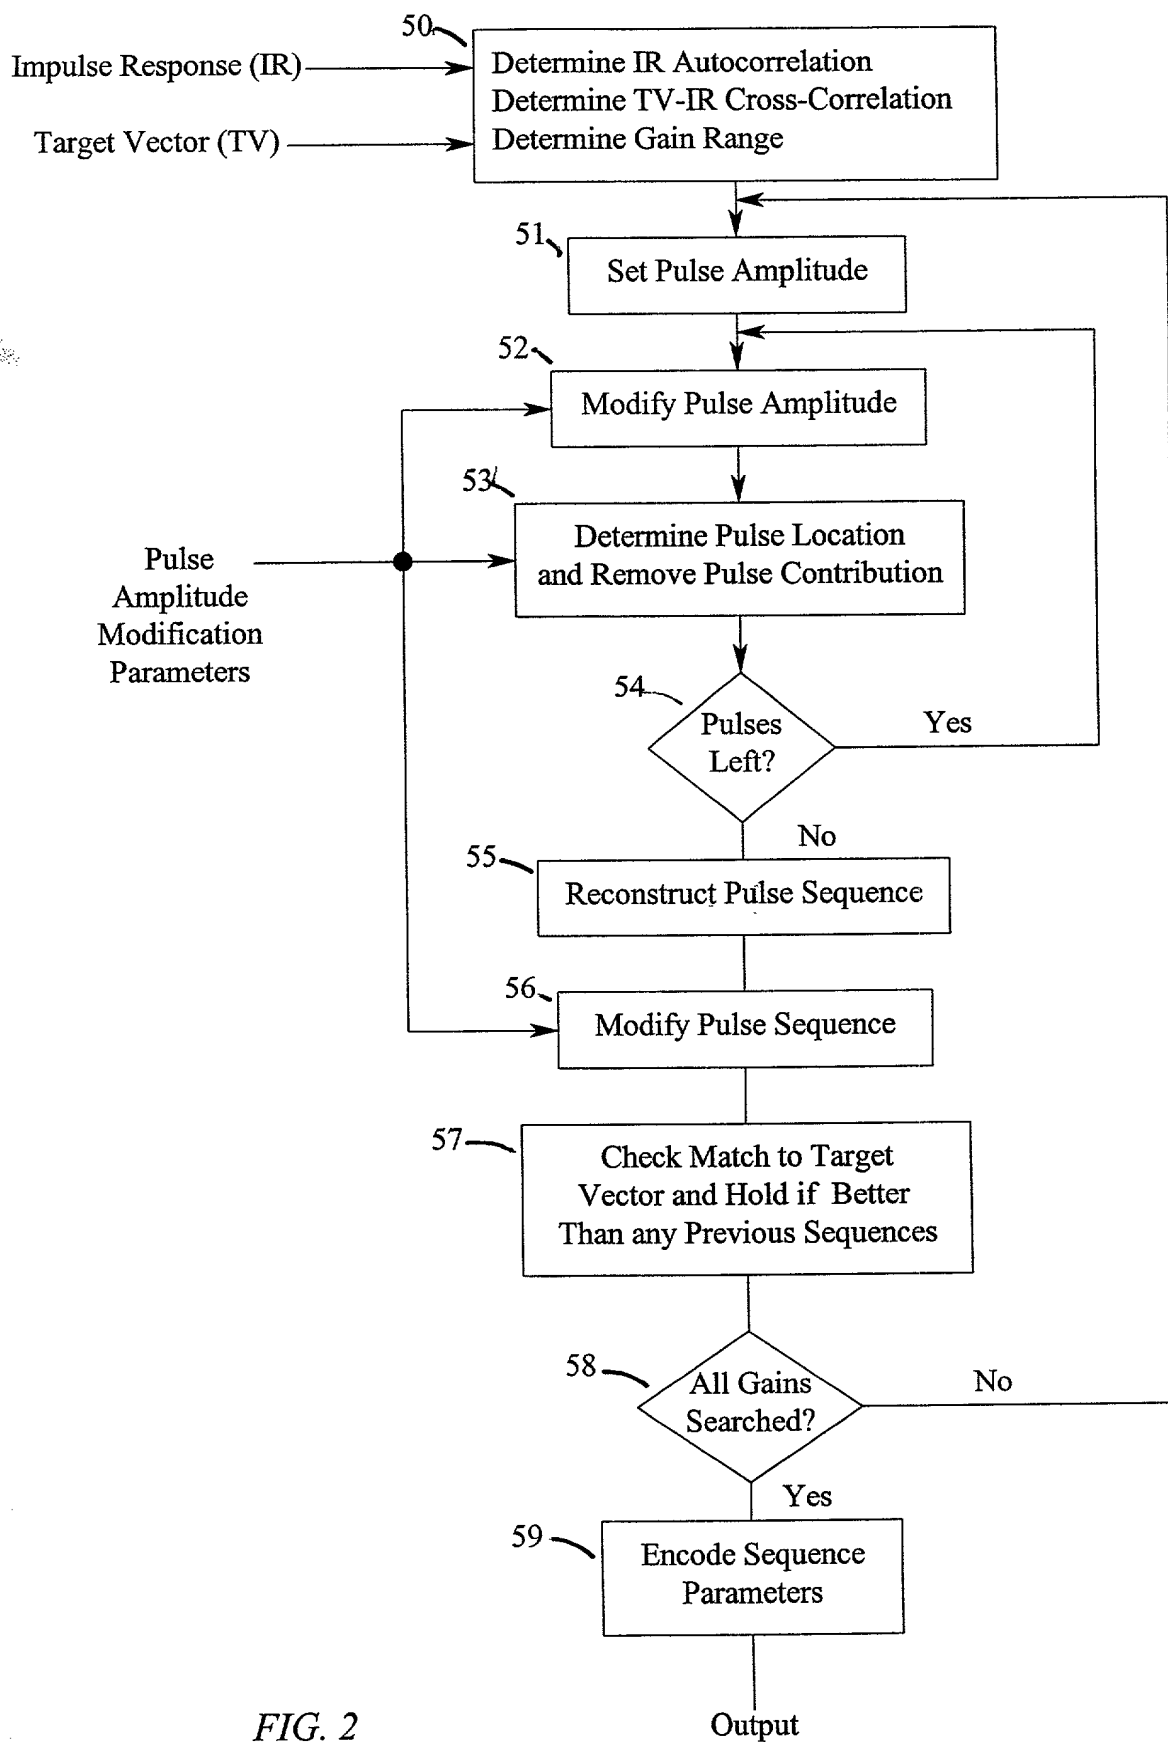 50
Impulse Response (IR)
Determine IR Autocorrelation
Determine TV-IR Cross-Correlation
Target Vector (TV)
Determine Gain Range
51
Set Pulse Amplitude
52
Modify Pulse Amplitude
53
Determine Pulse Location
and Remove Pulse Contribution
Pulse
Amplitude
Modification
Parameters
54
Pulses
Left?
Yes
No
55
Reconstruct Pulse Sequence
56
Modify Pulse Sequence
57
Check Match to Target
Vector and Hold if Better
Than any Previous Sequences
58
All Gains
Searched?
No
Yes
59
Encode Sequence
Parameters
FIG. 2
Output